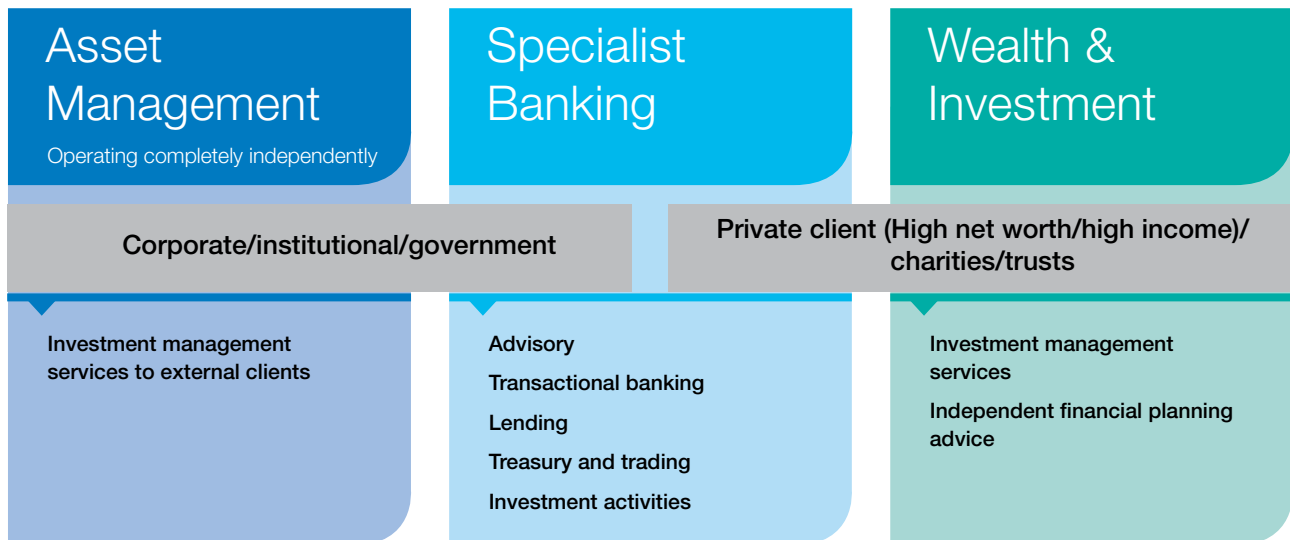 Asset
Management
Operating completely independently
Specialist
Banking
Wealth &
Investment
Corporate/institutional/government
Private client (High net worth/high income)/
charities/trusts
Investment management
services to external clients
Advisory
Transactional banking
Lending
Treasury and trading
Investment activities
Investment management
services
Independent financial planning
advice